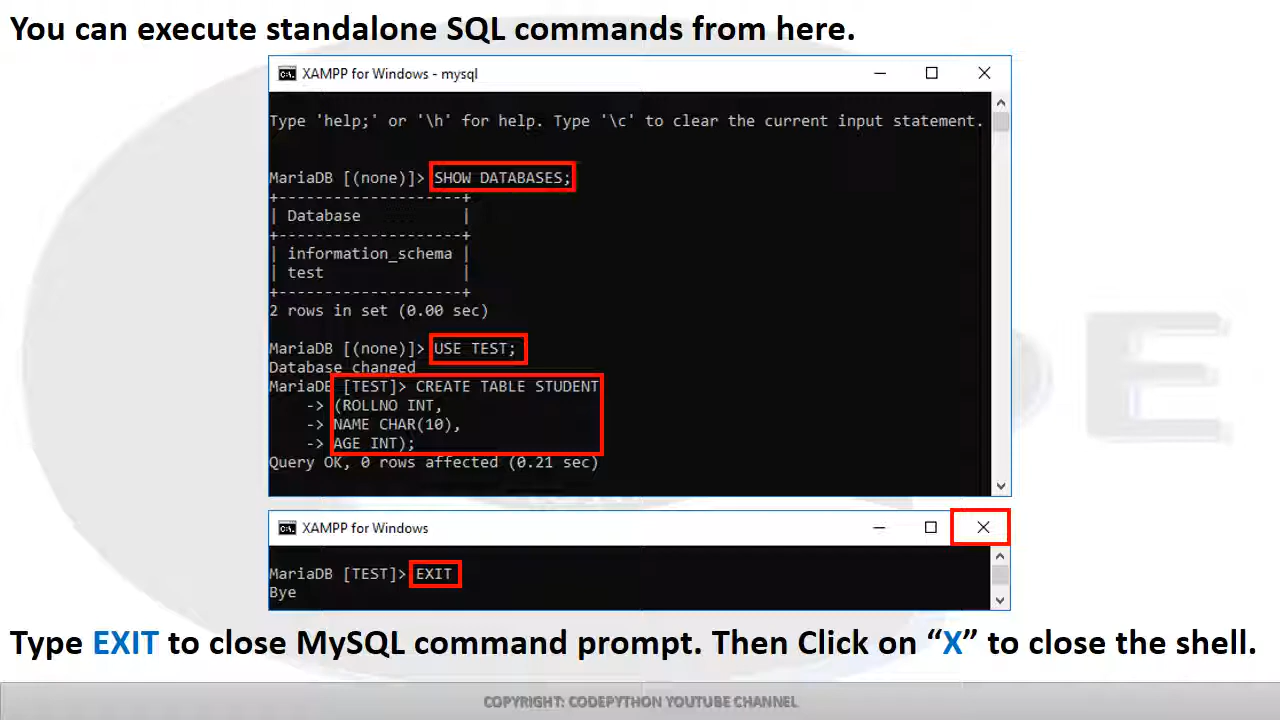 You can execute standalone SQL commands from here.
XAMPP for Windows - mysql
Type 'help;' or '\h' for help. Type '\c' to clear the current input statement.
MariaDB [(none)]> SHOW DATABASES;
+--------------------+
| Database           |
+--------------------+
| information_schema |
| test               |
+--------------------+
2 rows in set (0.00 sec)
MariaDB [(none)]> USE TEST;
Database changed
MariaDB [TEST]> CREATE TABLE STUDENT
    -> (ROLLNO INT,
    -> NAME CHAR(10),
    -> AGE INT);
Query OK, 0 rows affected (0.21 sec)
XAMPP for Windows
MariaDB [TEST]> EXIT
Bye
Type EXIT to close MySQL command prompt. Then Click on “X” to close the shell.
COPYRIGHT: CODEPYTHON YOUTUBE CHANNEL